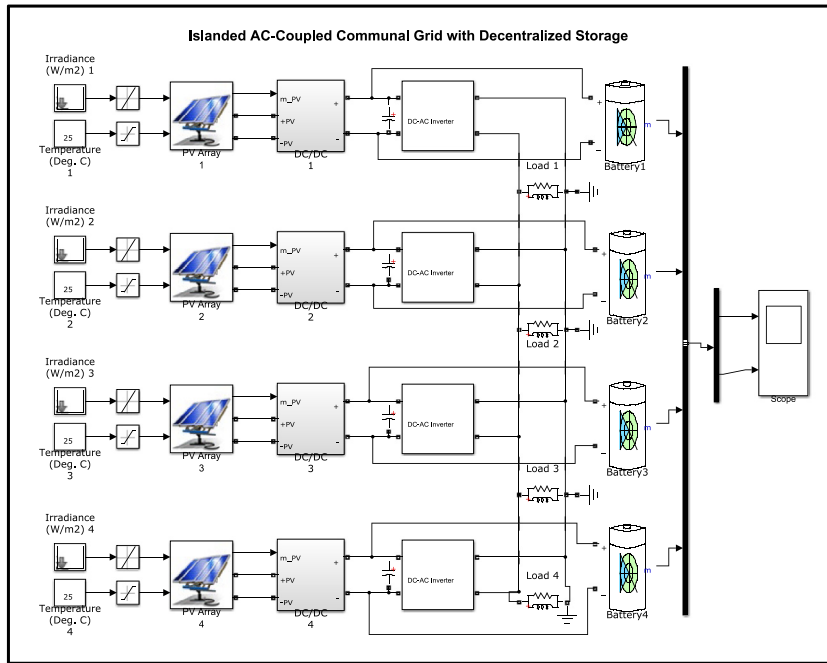 Islanded AC-Coupled Communal Grid with Decentralized Storage
Irradiance
(W/m2) 1
25
Temperature
(Deg. C)
1
PV Array
1
m_PV
+PV
-PV
+
-
DC/DC
1
+
DC-AC Inverter
Load 1
+
+
-
m
Battery1
Irradiance
(W/m2) 2
25
Temperature
(Deg. C)
2
PV Array
2
m_PV
+PV
-PV
+
-
DC/DC
2
+
DC-AC Inverter
Load 2
+
+
-
m
Battery2
Irradiance
(W/m2) 3
25
Temperature
(Deg. C)
3
PV Array
3
m_PV
+PV
-PV
+
-
DC/DC
3
+
DC-AC Inverter
Load 3
+
+
-
m
Battery3
Irradiance
(W/m2) 4
25
Temperature
(Deg. C)
4
PV Array
4
m_PV
+PV
-PV
+
-
DC/DC
4
+
DC-AC Inverter
Load 4
+
+
-
m
Battery4
Scope